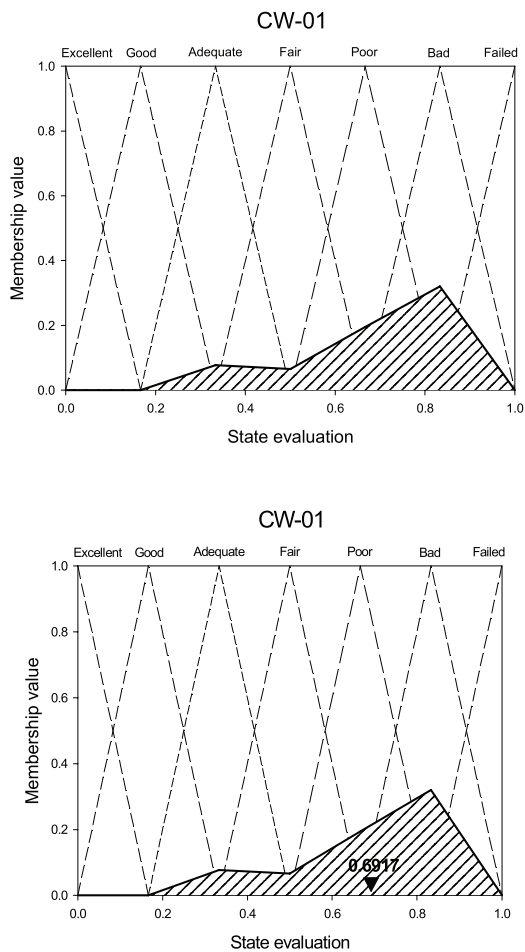 CW-01
Excellent Good Adequate Fair Poor Bad Failed
1.0
0.8
0.6
0.4
0.2
0.0
Membership value
0.0 0.2 0.4 0.6 0.8 1.0
State evaluation
CW-01
Excellent Good Adequate Fair Poor Bad Failed
1.0
0.8
0.6
0.4
0.2
0.0
Membership value
0.6917
0.0 0.2 0.4 0.6 0.8 1.0
State evaluation